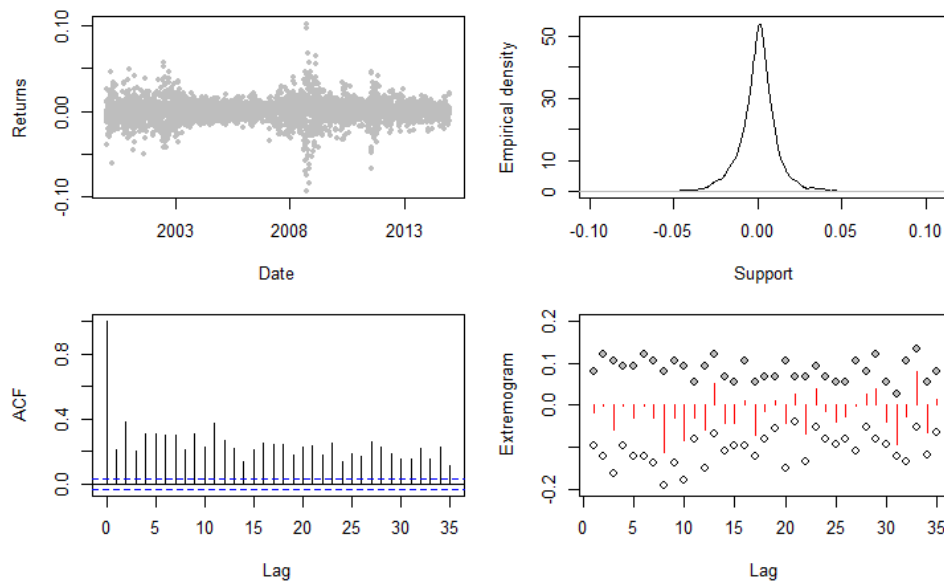 Returns
0.10
0.00
-0.10
2003 2008 2013
Date
Empirical density
50
30
10
0
-0.10 -0.05 0.00 0.05 0.10
Support
ACF
0.8
0.4
0.0
0 5 10 15 20 25 30 35
Lag
Extremogram
0.2
0.1
0.0
-0.2
0 5 10 15 20 25 30 35
Lag